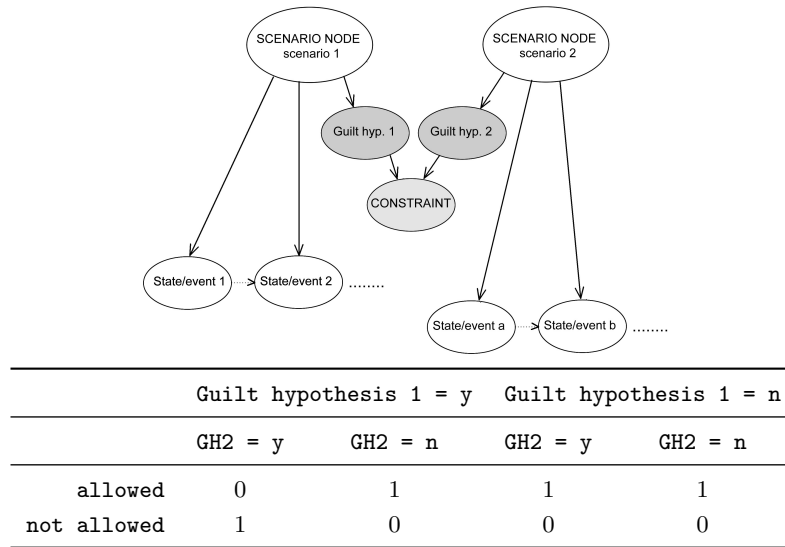 SCENARIO NODE
scenario 1
SCENARIO NODE
scenario 2
Guilt hyp. 1
Guilt hyp. 2
CONSTRAINT
State/event 1
State/event 2
........
State/event a
State/event b
........
Guilt hypothesis 1 = y Guilt hypothesis 1 = n
GH2 = y GH2 = n GH2 = y GH2 = n
allowed 0 1 1 1
not allowed 1 0 0 0